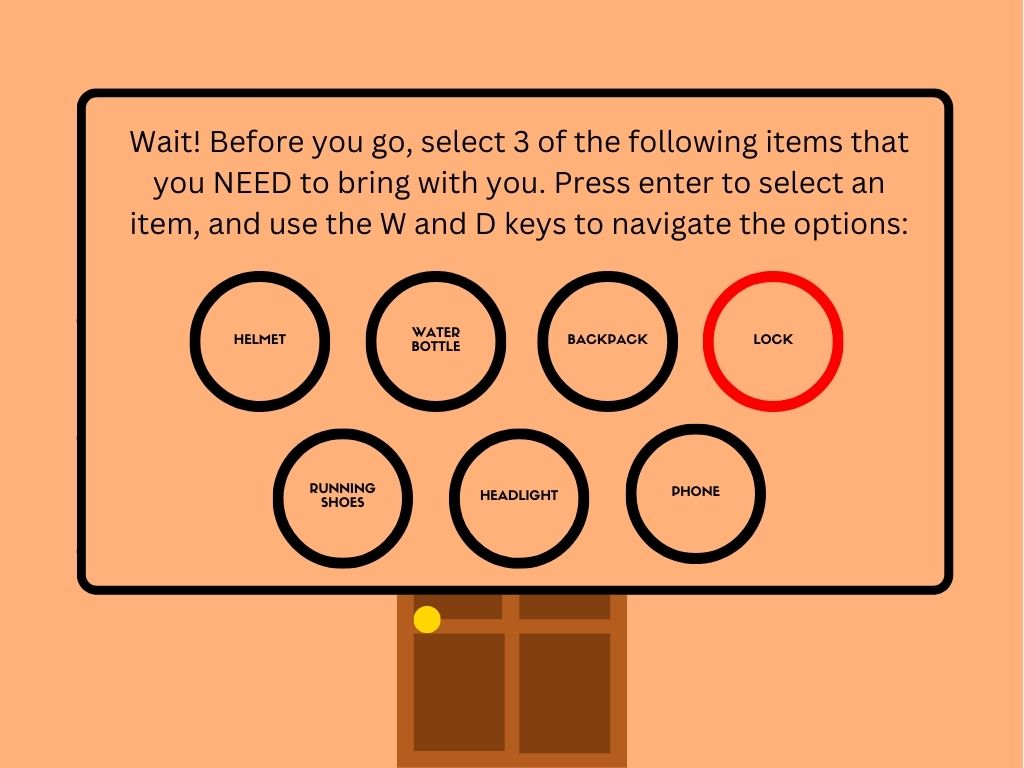 Wait! Before you go, select 3 of the following items that
you NEED to bring with you. Press enter to select an
item, and use the W and D keys to navigate the options:
HELMET
WATER
BOTTLE
BACKPACK
LOCK
RUNNING
SHOES
HEADLIGHT
PHONE